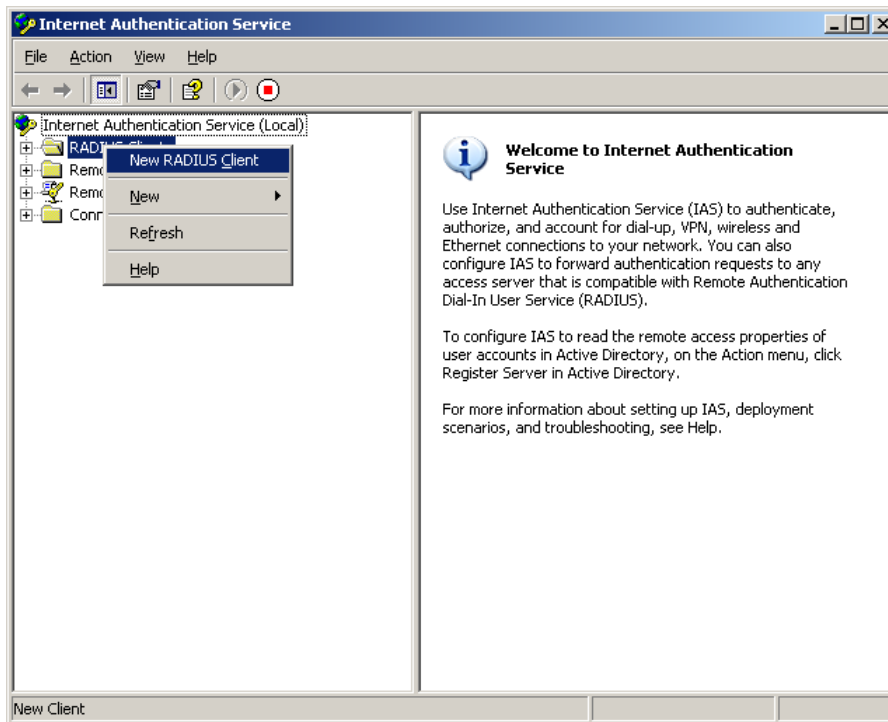 Internet Authentication Service
File Action View Help
Internet Authentication Service (Local)
RADIUS Client
New RADIUS Client
New
Refresh
Help
Welcome to Internet Authentication
Service
Use Internet Authentication Service (IAS) to authenticate,
authorize, and account for dial-up, VPN, wireless and
Ethernet connections to your network. You can also
configure IAS to forward authentication requests to any
access server that is compatible with Remote Authentication
Dial-In User Service (RADIUS).
To configure IAS to read the remote access properties of
user accounts in Active Directory, on the Action menu, click
Register Server in Active Directory.
For more information about setting up IAS, deployment
scenarios, and troubleshooting, see Help.
New Client